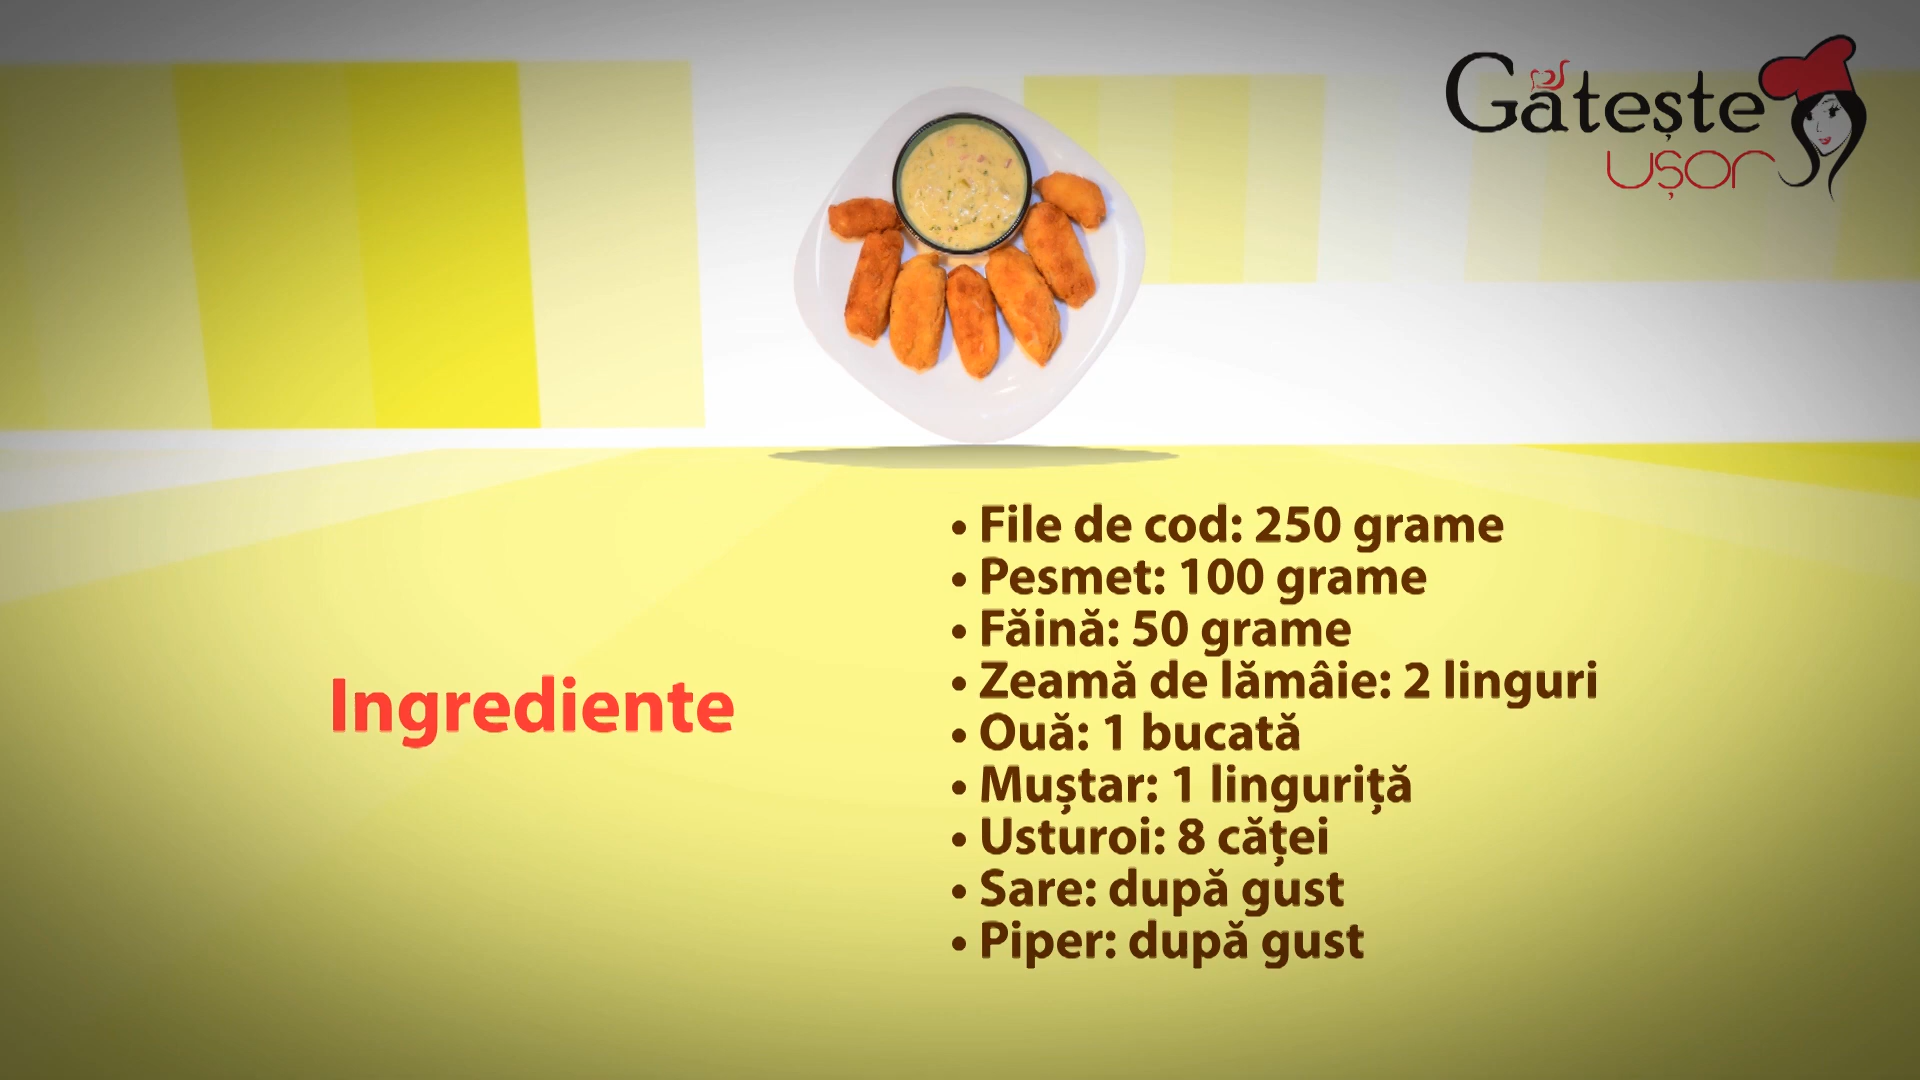 Gătește
ușor
Ingrediente
• File de cod: 250 grame
• Pesmet: 100 grame
• Făină: 50 grame
• Zeamă de lămâie: 2 linguri
• Ouă: 1 bucată
• Muștar: 1 linguriță
• Usturoi: 8 căței
• Sare: după gust
• Piper: după gust